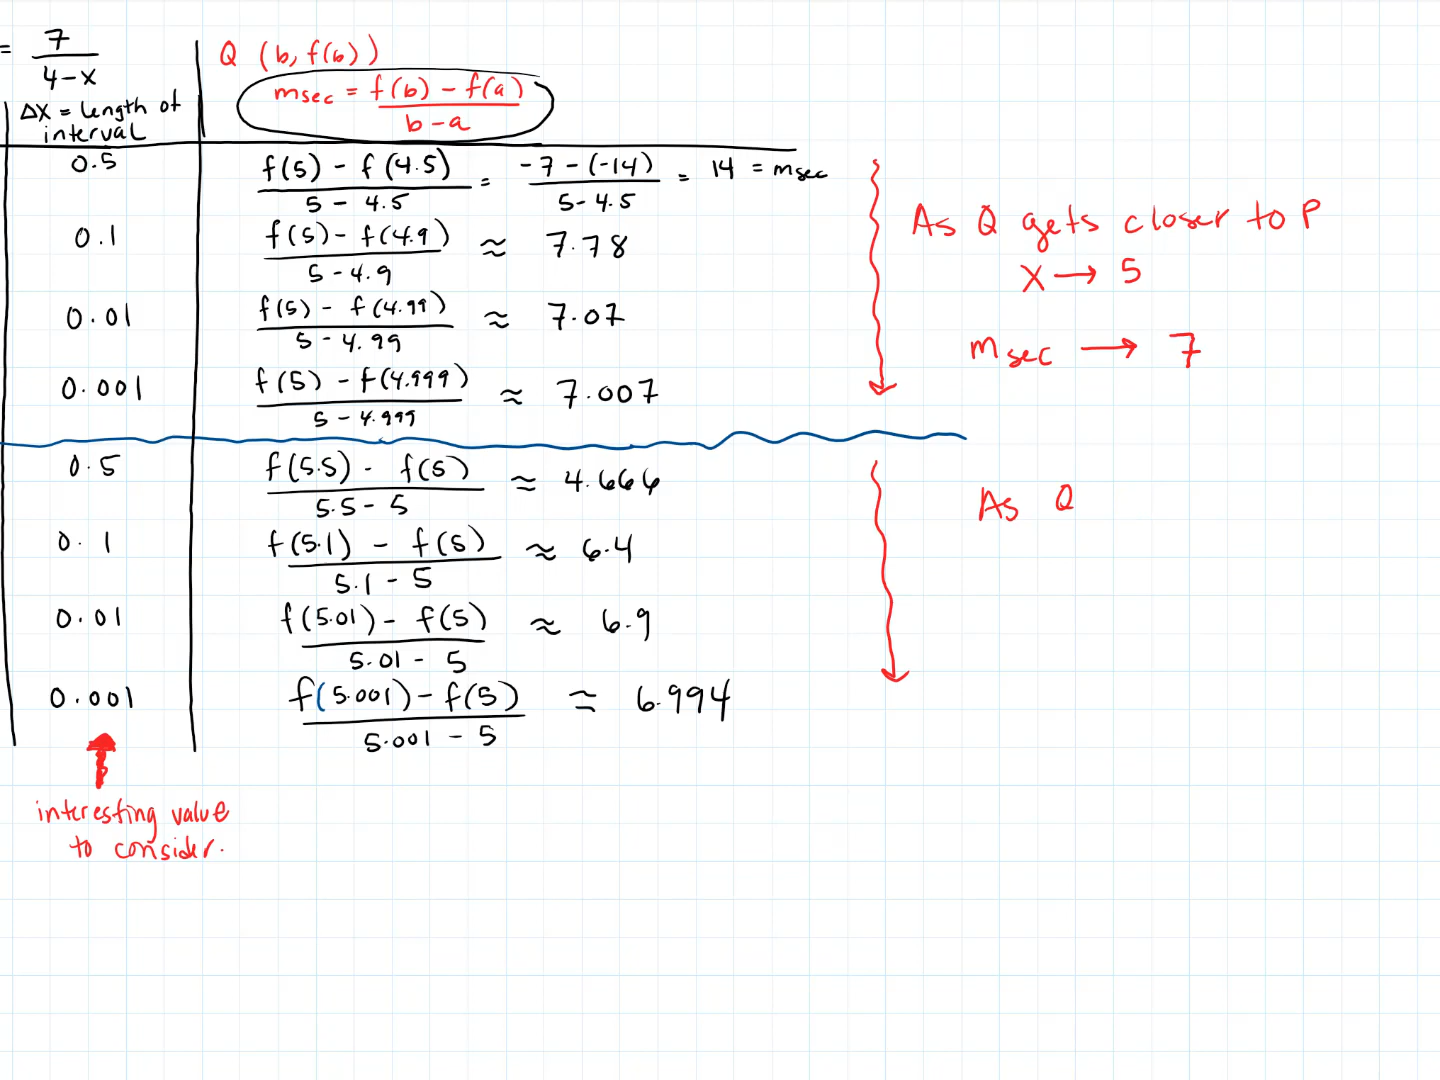 = 7 / (4-x)
Q (b, f(b))
msec = (f(b) - f(a)) / (b-a)
Δx = length of
interval
0.5 (f(5) - f(4.5)) / (5 - 4.5) = (-7 - (-14)) / (5 - 4.5) = 14 = msec
0.1 (f(5) - f(4.9)) / (5 - 4.9) ≈ 7.78
0.01 (f(5) - f(4.99)) / (5 - 4.99) ≈ 7.07
0.001 (f(5) - f(4.999)) / (5 - 4.999) ≈ 7.007
As Q gets closer to P
x → 5
msec → 7
0.5 (f(5.5) - f(5)) / (5.5 - 5) ≈ 4.666
0.1 (f(5.1) - f(5)) / (5.1 - 5) ≈ 6.4
0.01 (f(5.01) - f(5)) / (5.01 - 5) ≈ 6.9
0.001 (f(5.001) - f(5)) / (5.001 - 5) ≈ 6.994
As Q
interesting value
to consider.